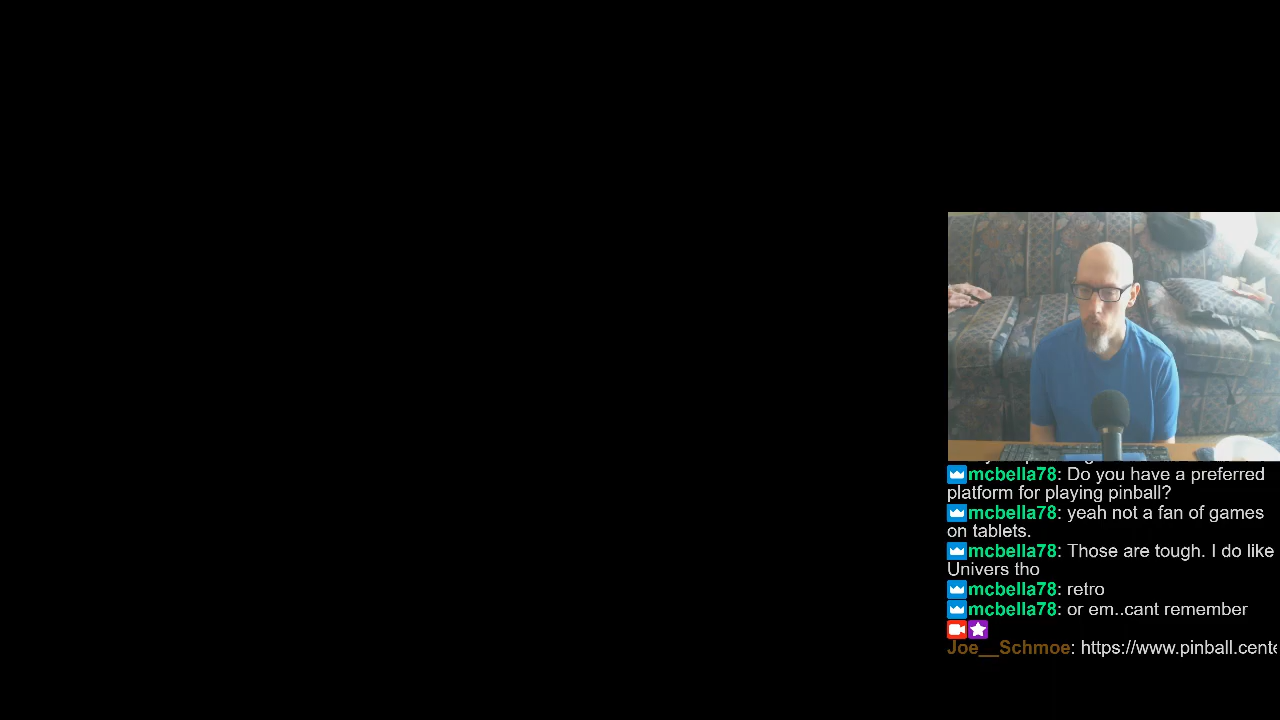 mcbella78: Do you have a preferred
platform for playing pinball?
mcbella78: yeah not a fan of games
on tablets.
mcbella78: Those are tough. I do like
Univers tho
mcbella78: retro
mcbella78: or em..cant remember
Joe__Schmoe: https://www.pinball.cente